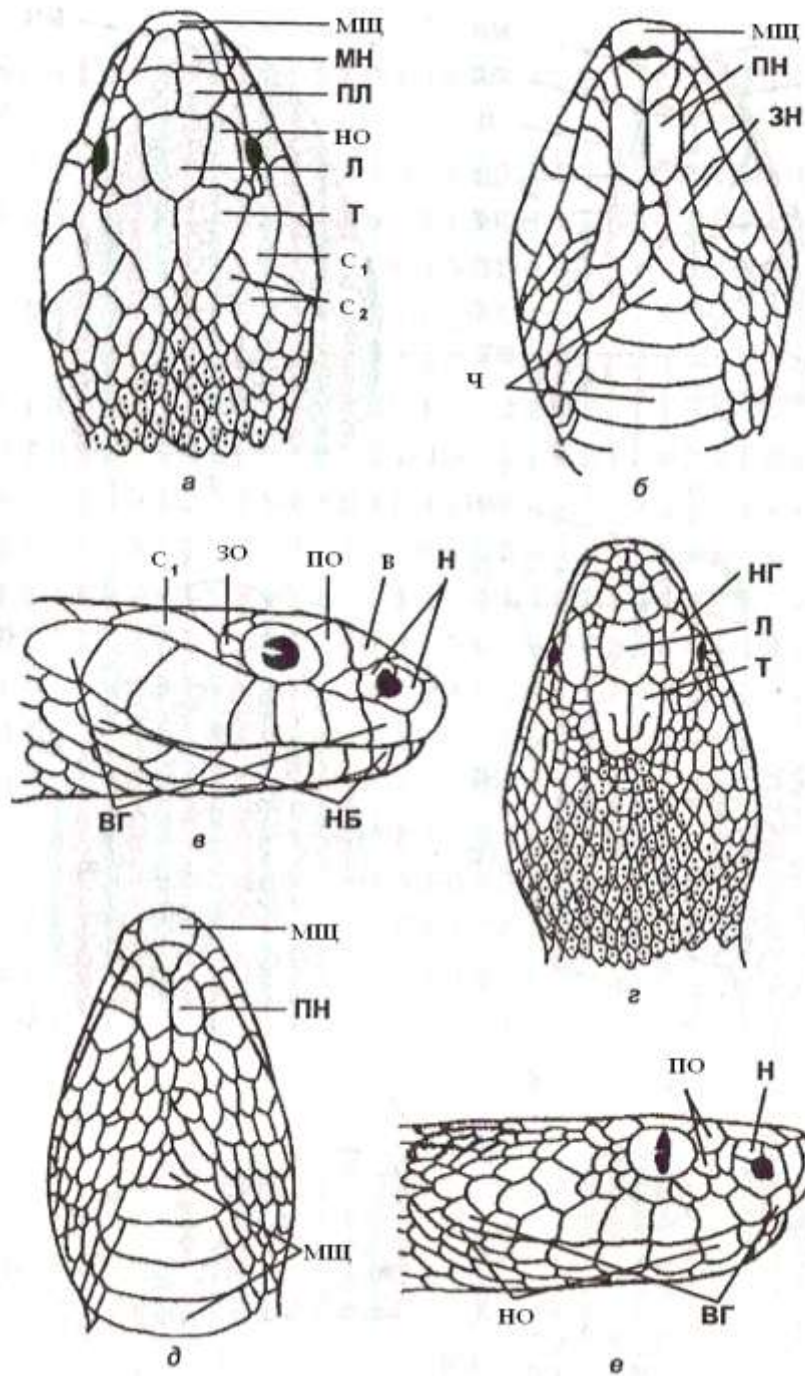 МЩ
МН
ПЛ
НО
Л
Т
С₁
С₂
а
МЩ
ПН
ЗН
Ч
б
С₁ ЗО ПО В Н
ВГ НБ
в
НГ
Л
Т
г
МЩ
ПН
МЩ
д
ПО Н
НО ВГ
е